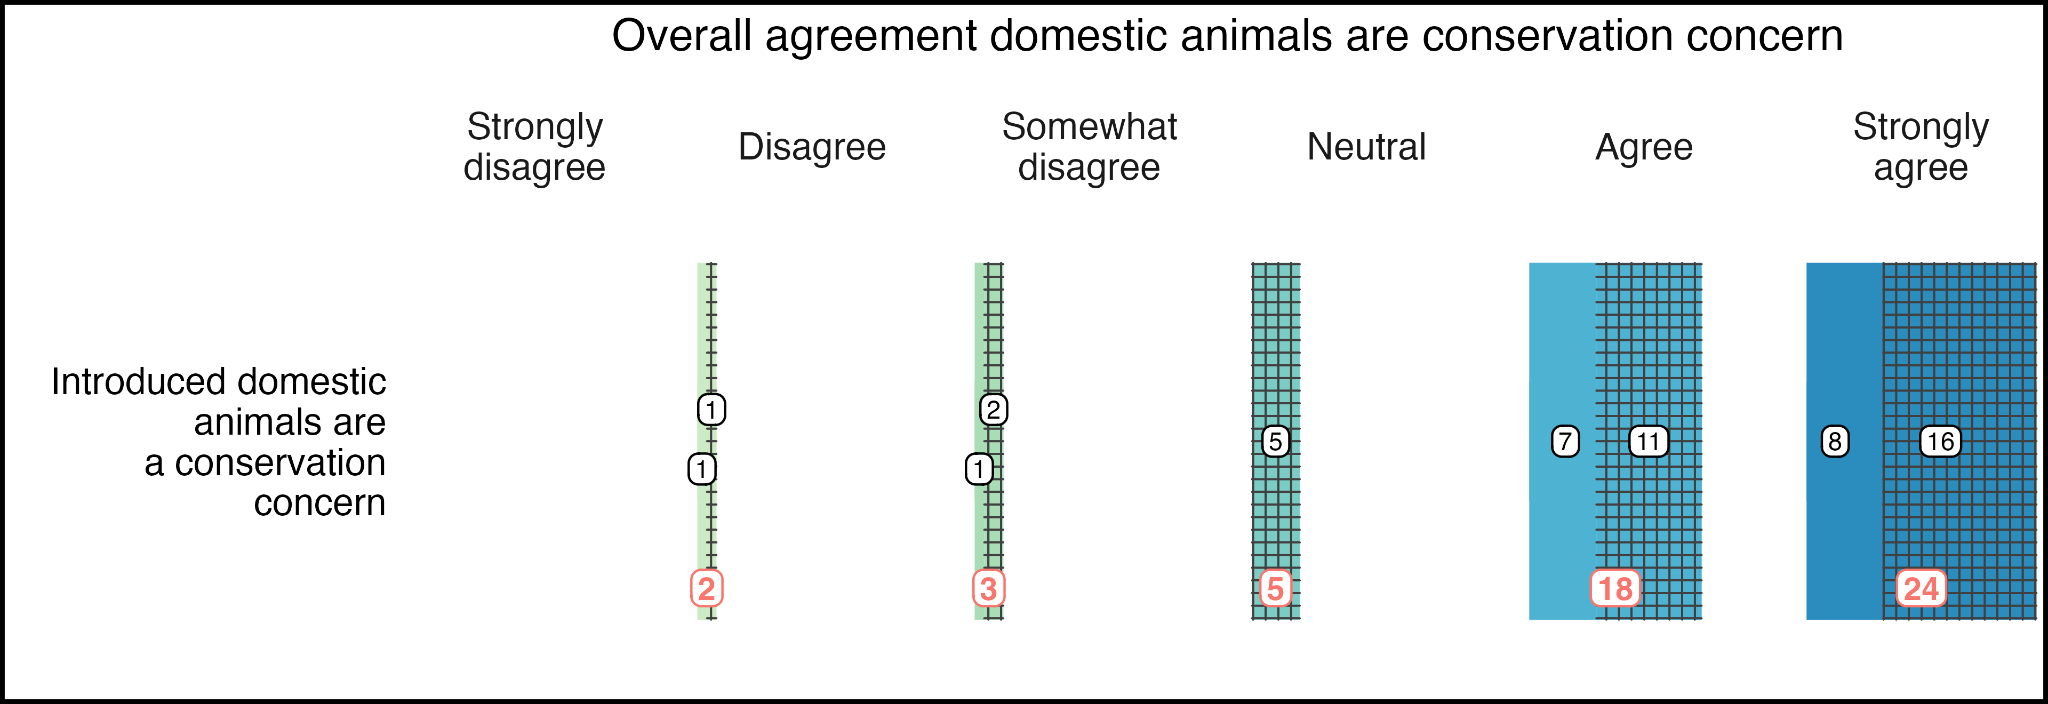 Overall agreement domestic animals are conservation concern
Strongly
disagree
Disagree
Somewhat
disagree
Neutral
Agree
Strongly
agree
Introduced domestic
animals are
a conservation
concern
1
1
2
2
1
3
5
5
7
11
18
8
16
24